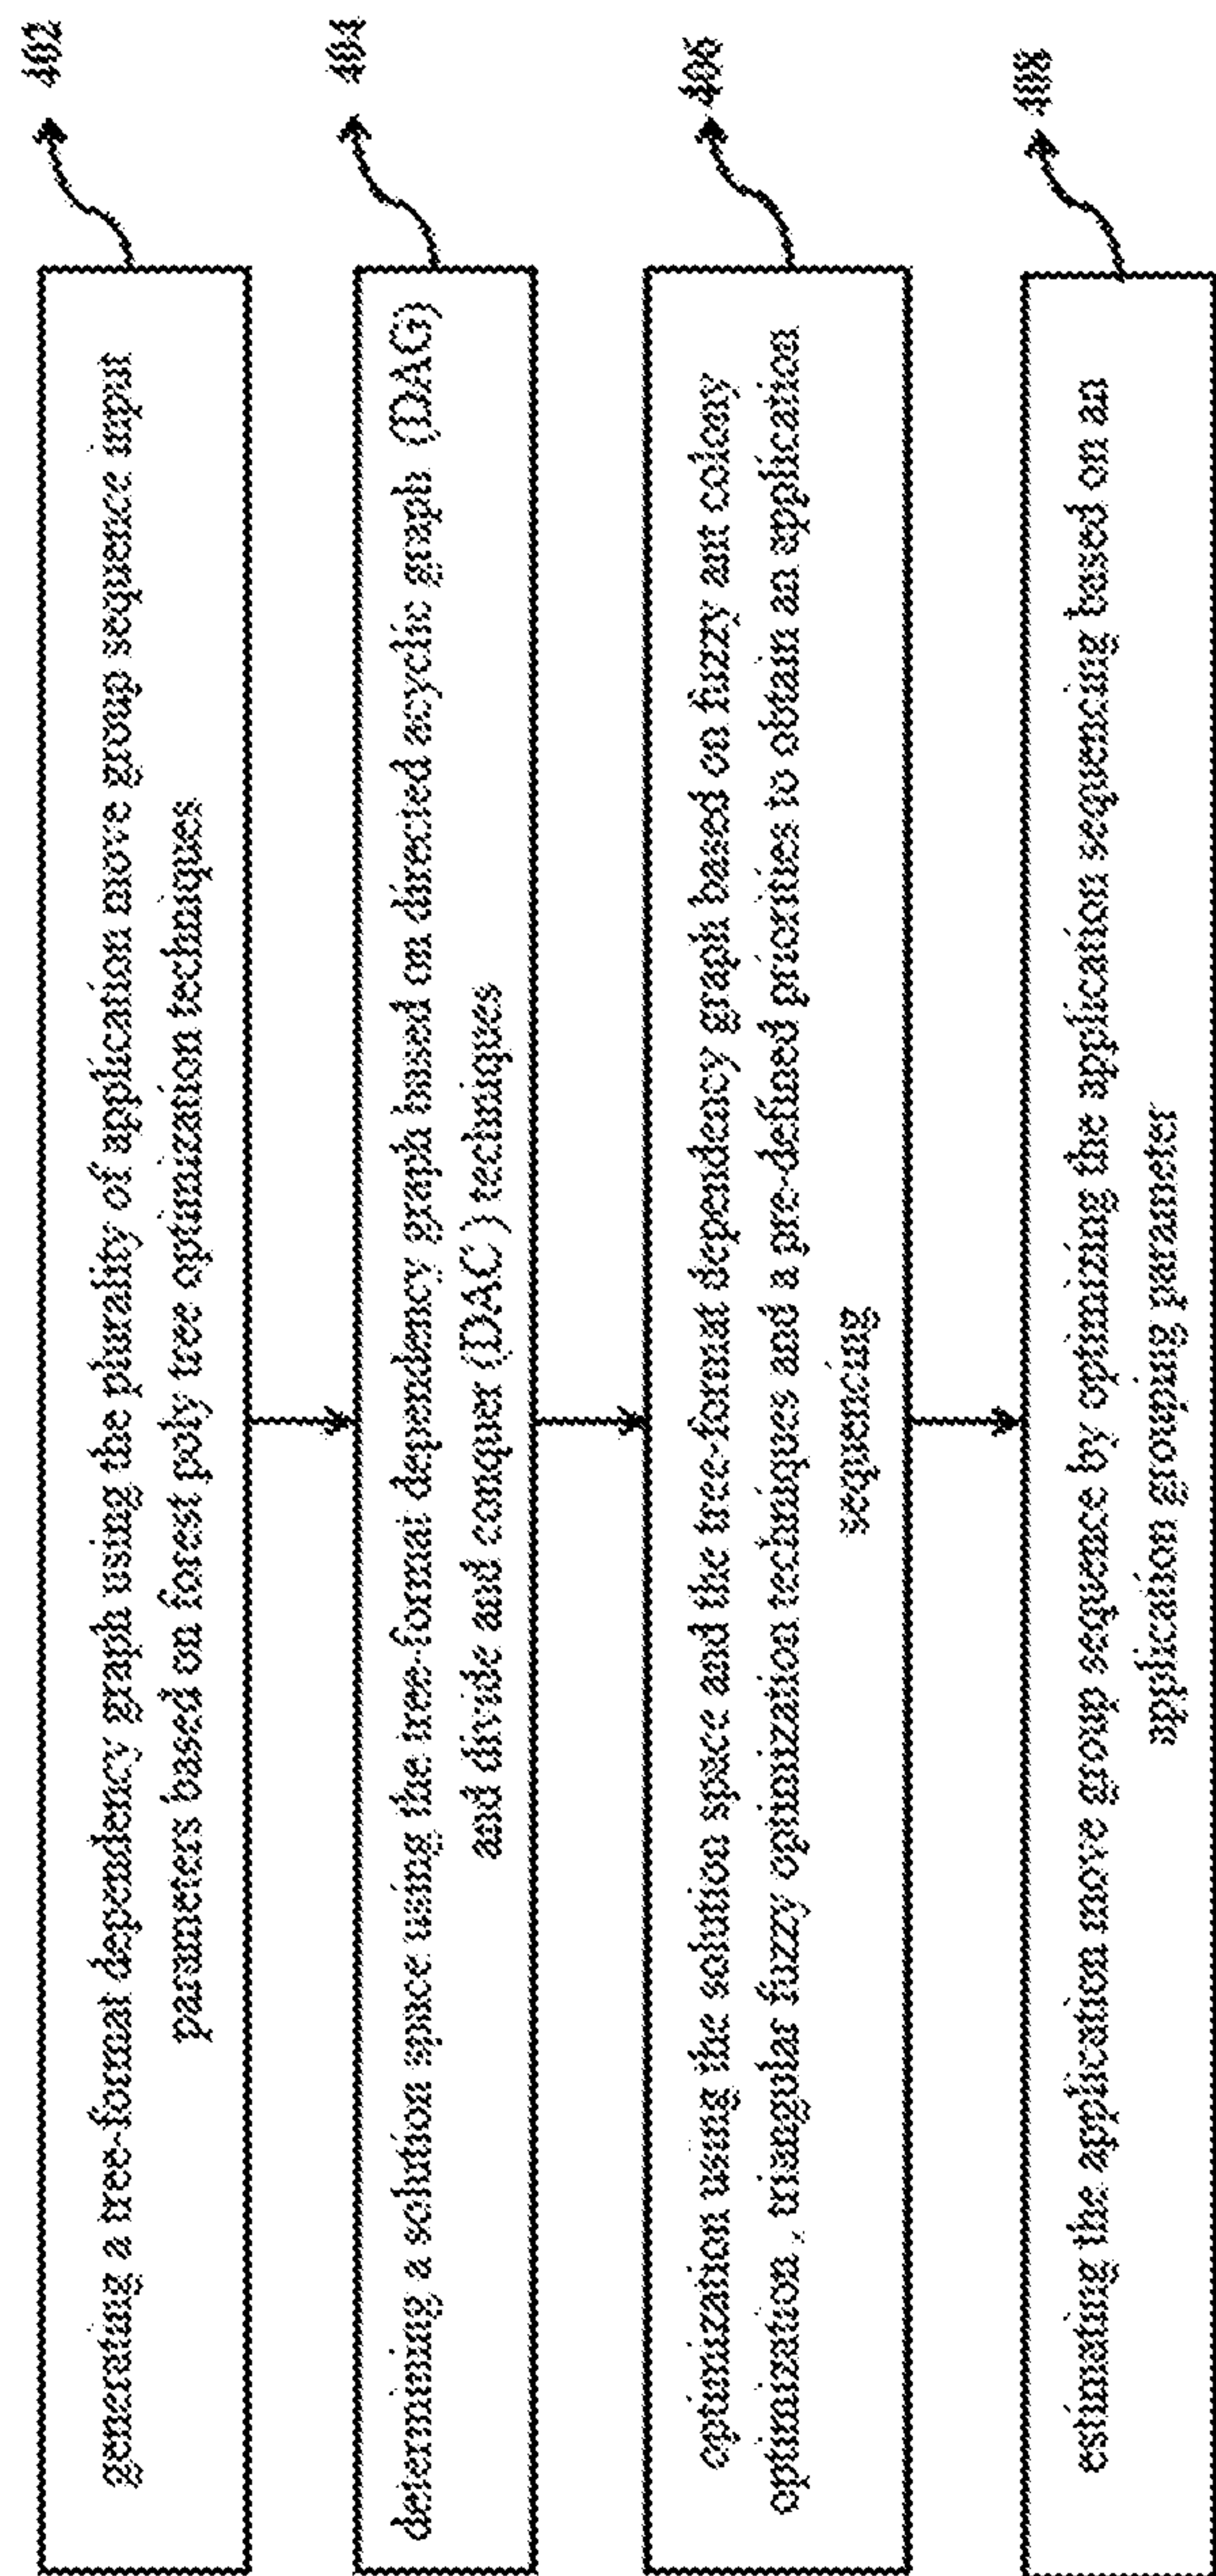 generating a tree-format dependency graph using the plurality of application move group sequence input
parameters based on forest poly tree optimization techniques
402
determining a solution space using the tree-format dependency graph based on directed acyclic graph (DAG)
and divide and conquer (DAC ) techniques
404
optimization using the solution space and the tree-format dependency graph based on fuzzy ant colony
optimization , triangular fuzzy optimization techniques and a pre-defined priorities to obtain an application
sequencing
406
estimating the application move group sequence by optimizing the application sequencing based on an
application grouping parameter
408